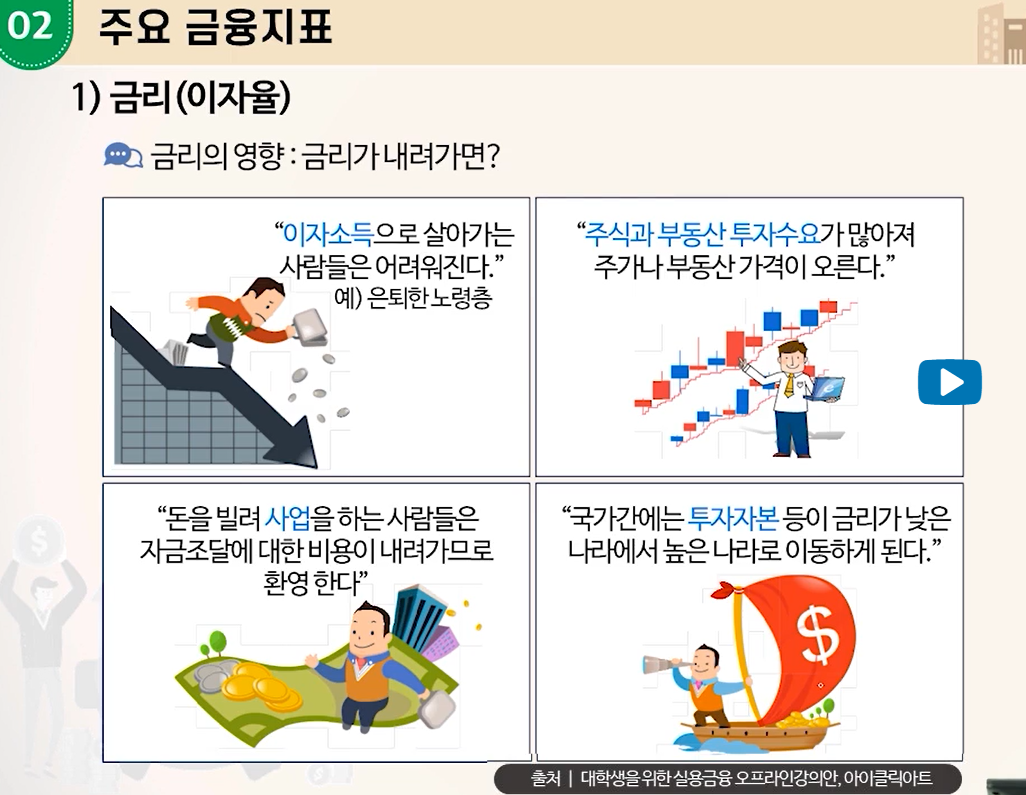 02 주요 금융지표
1) 금리(이자율)
금리의 영향 : 금리가 내려가면?
“이자소득으로 살아가는
사람들은 어려워진다.”
예) 은퇴한 노령층
“주식과 부동산 투자수요가 많아져
주가나 부동산 가격이 오른다.”
“돈을 빌려 사업을 하는 사람들은
자금조달에 대한 비용이 내려가므로
환영 한다”
“국가간에는 투자자본 등이 금리가 낮은
나라에서 높은 나라로 이동하게 된다.”
$
$
출처 | 대학생을 위한 실용금융 오프라인강의안, 아이클릭아트